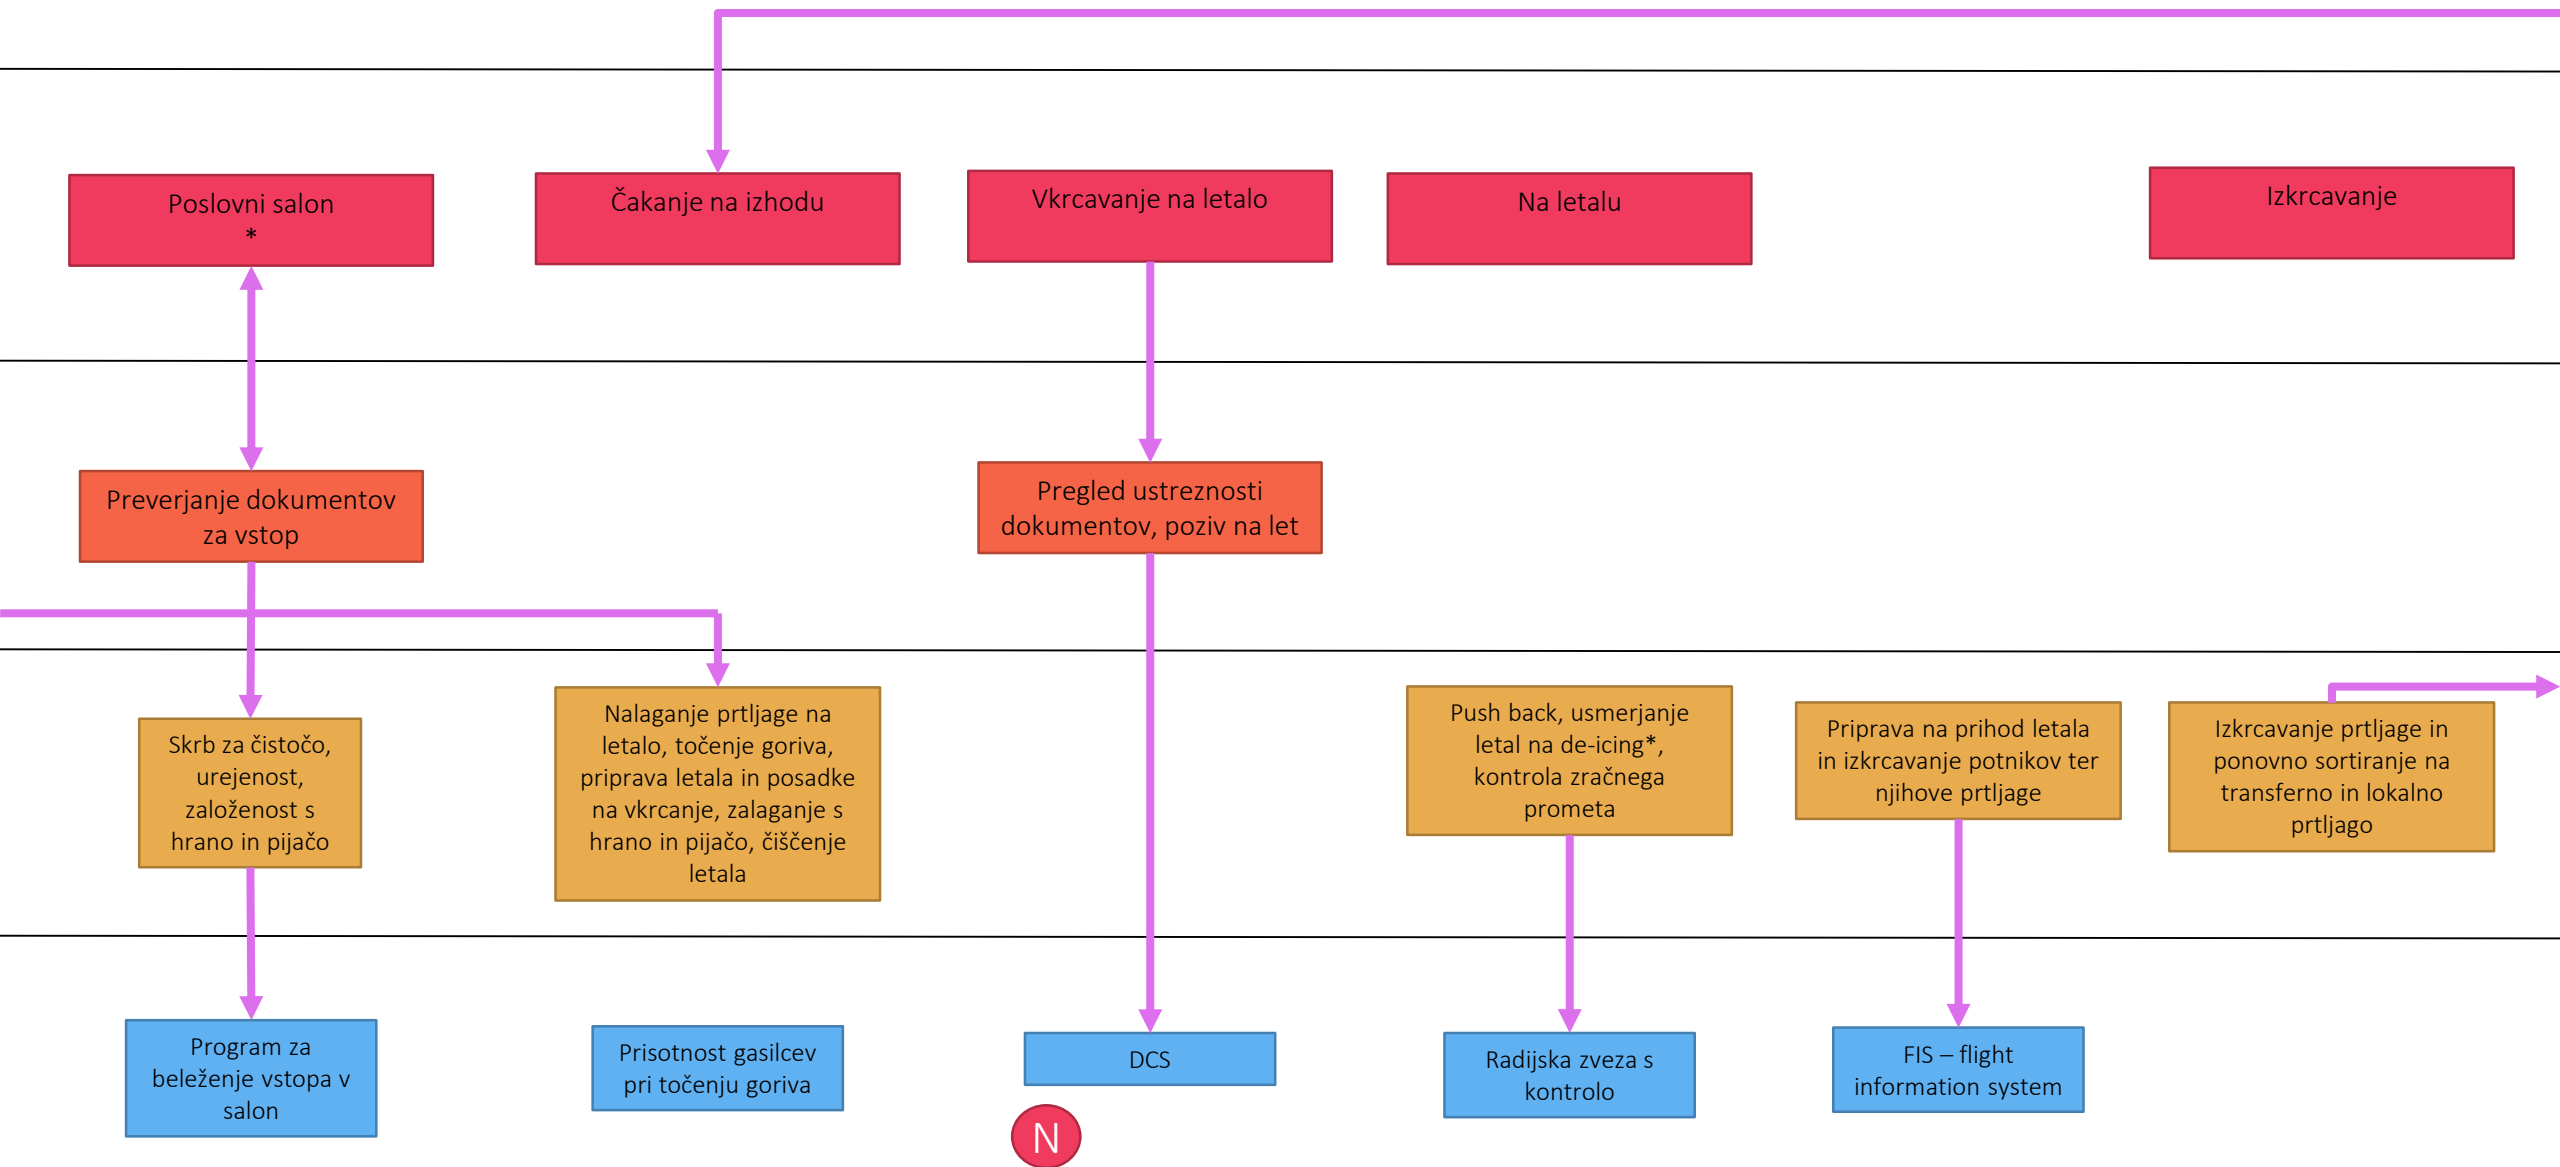 Poslovni salon
*
Čakanje na izhodu
Vkrcavanje na letalo
Na letalu
Izkrcavanje
Preverjanje dokumentov
za vstop
Pregled ustreznosti
dokumentov, poziv na let
Skrb za čistočo,
urejenost,
založenost s
hrano in pijačo
Nalaganje prtljage na
letalo, točenje goriva,
priprava letala in posadke
na vkrcanje, zalaganje s
hrano in pijačo, čiščenje
letala
Push back, usmerjanje
letal na de-icing*,
kontrola zračnega
prometa
Priprava na prihod letala
in izkrcavanje potnikov ter
njihove prtljage
Izkrcavanje prtljage in
ponovno sortiranje na
transferno in lokalno
prtljago
Program za
beleženje vstopa v
salon
Prisotnost gasilcev
pri točenju goriva
DCS
Radijska zveza s
kontrolo
FIS – flight
information system
N